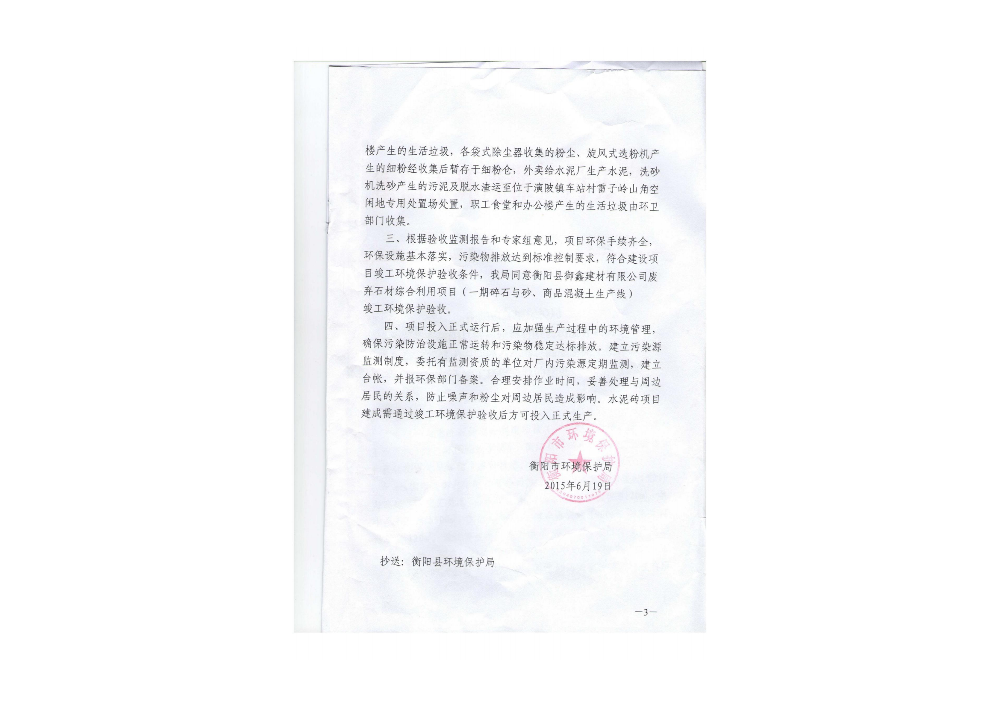 楼产生的生活垃圾，各袋式除尘器收集的粉尘、旋风式选粉机产
生的细粉经收集后暂存于细粉仓，外卖给水泥厂生产水泥，洗砂
机洗砂产生的污泥及脱水渣运至位于演陂镇车站村雷子岭山角空
闲地专用处置场处置，职工食堂和办公楼产生的生活垃圾由环卫
部门收集。
三、根据验收监测报告和专家组意见，项目环保手续齐全，
环保设施基本落实，污染物排放达到标准控制要求，符合建设项
目竣工环境保护验收条件，我局同意衡阳县御鑫建材有限公司废
弃石材综合利用项目（一期碎石与砂、商品混凝土生产线）
竣工环境保护验收。
四、项目投入正式运行后，应加强生产过程中的环境管理，
确保污染防治设施正常运转和污染物稳定达标排放。建立污染源
监测制度，委托有监测资质的单位对厂内污染源定期监测，建立
台帐，并报环保部门备案。合理安排作业时间，妥善处理与周边
居民的关系，防止噪声和粉尘对周边居民造成影响。水泥砖项目
建成需通过竣工环境保护验收后方可投入正式生产。
衡阳市环境保护局
衡阳市环境保护局
2015年6月19日
抄送：衡阳县环境保护局
—3—